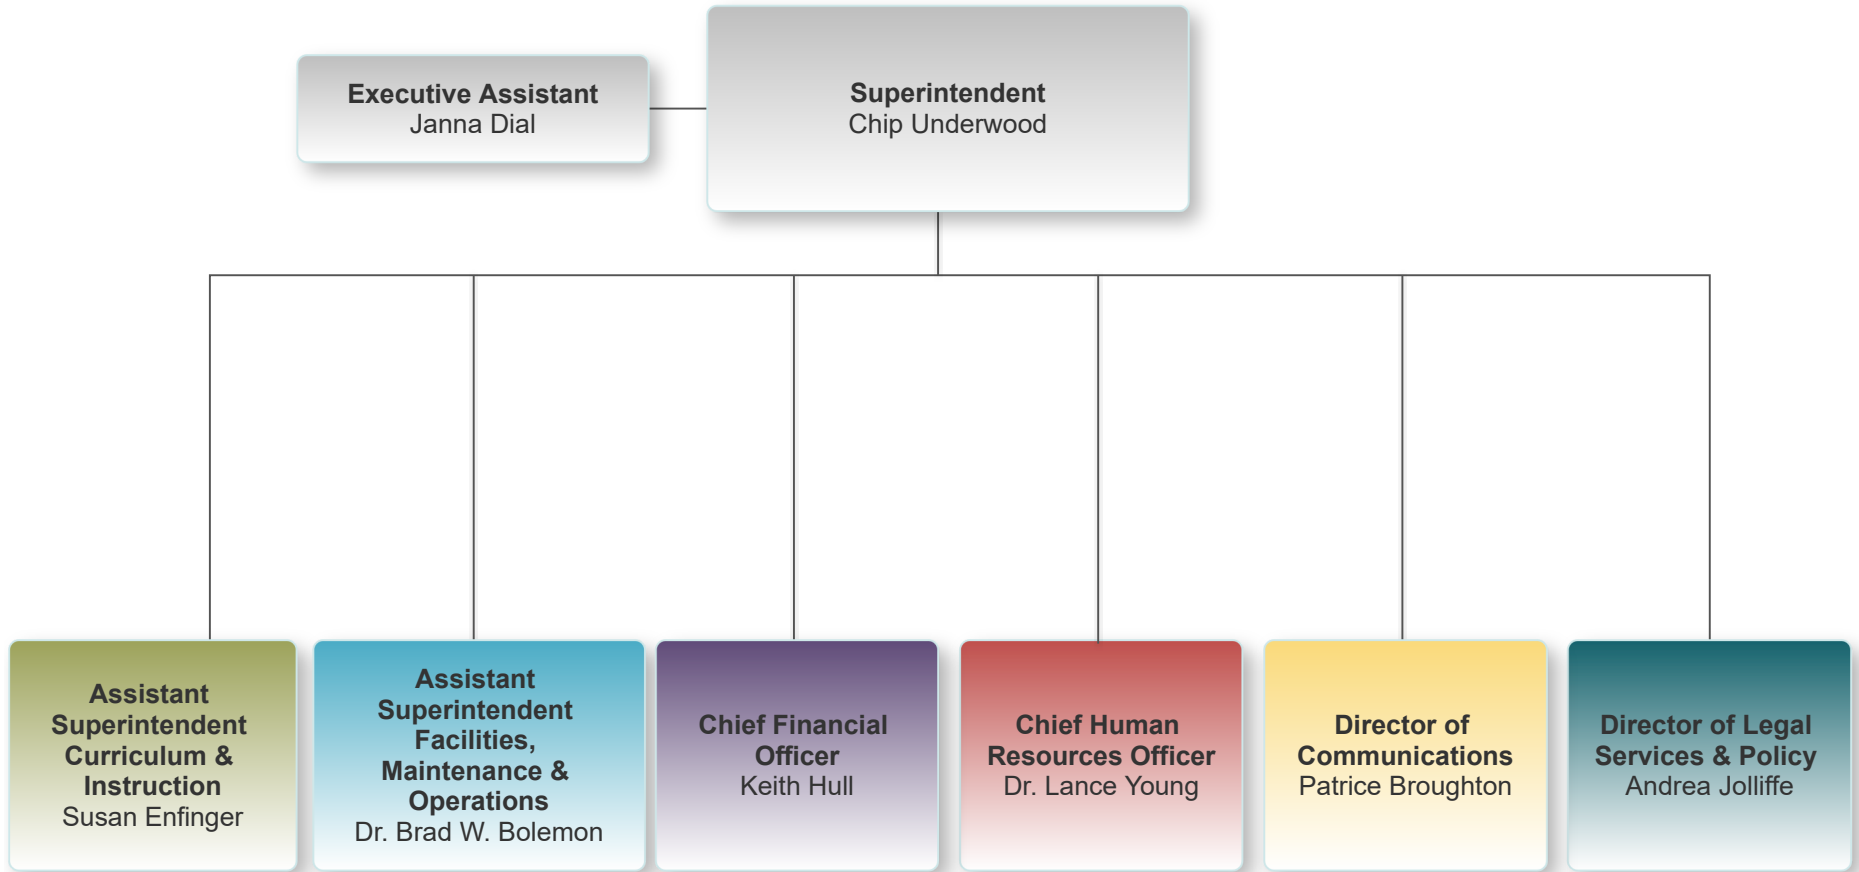 Executive Assistant
Janna Dial
Superintendent
Chip Underwood
Assistant
Superintendent
Curriculum &
Instruction
Susan Enfinger
Assistant
Superintendent
Facilities,
Maintenance &
Operations
Dr. Brad W. Bolemon
Chief Financial
Officer
Keith Hull
Chief Human
Resources Officer
Dr. Lance Young
Director of
Communications
Patrice Broughton
Director of Legal
Services & Policy
Andrea Jolliffe